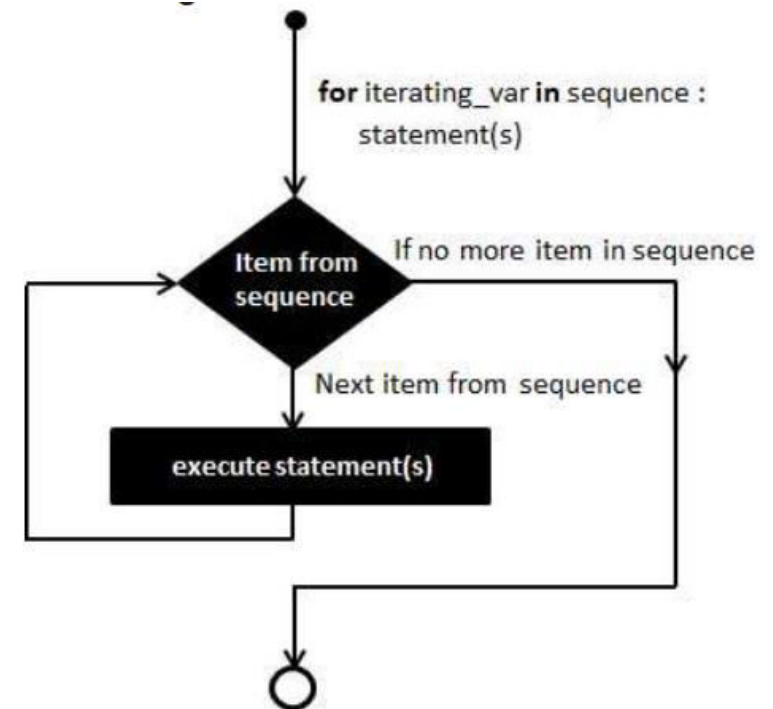 for iterating_var in sequence :
statement(s)
If no more item in sequence
Item from
sequence
Next item from sequence
execute statement(s)